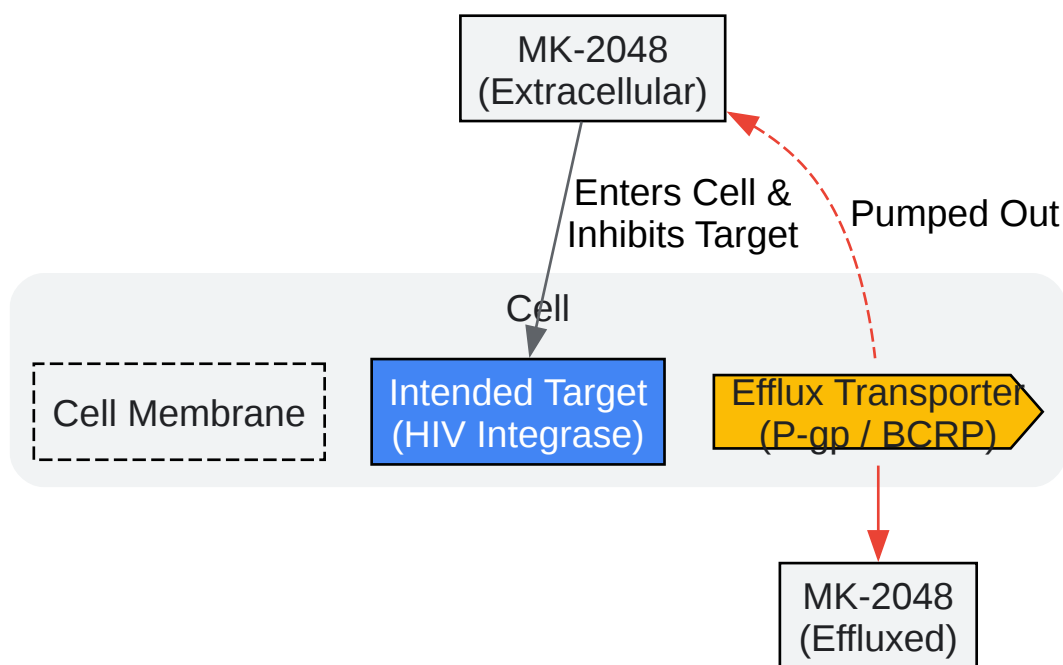 MK-2048
(Extracellular)
Enters Cell &
Inhibits Target
Pumped Out
Cell
Cell Membrane
Intended Target
(HIV Integrase)
Efflux Transporter
(P-gp / BCRP)
MK-2048
(Effluxed)